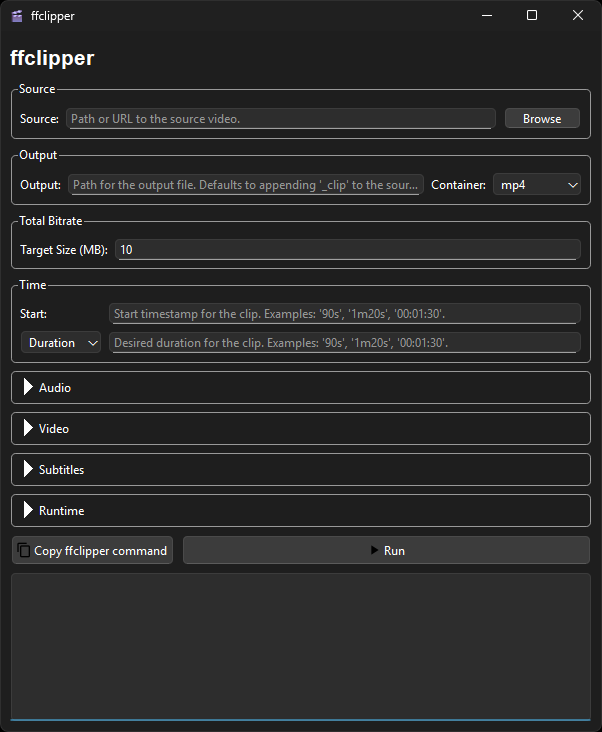 ffclipper
ffclipper
Source
Source: Path or URL to the source video. Browse
Output
Output: Path for the output file. Defaults to appending '_clip' to the sour... Container: mp4
Total Bitrate
Target Size (MB): 10
Time
Start: Start timestamp for the clip. Examples: '90s', '1m20s', '00:01:30'.
Duration Desired duration for the clip. Examples: '90s', '1m20s', '00:01:30'.
Audio
Video
Subtitles
Runtime
Copy ffclipper command Run